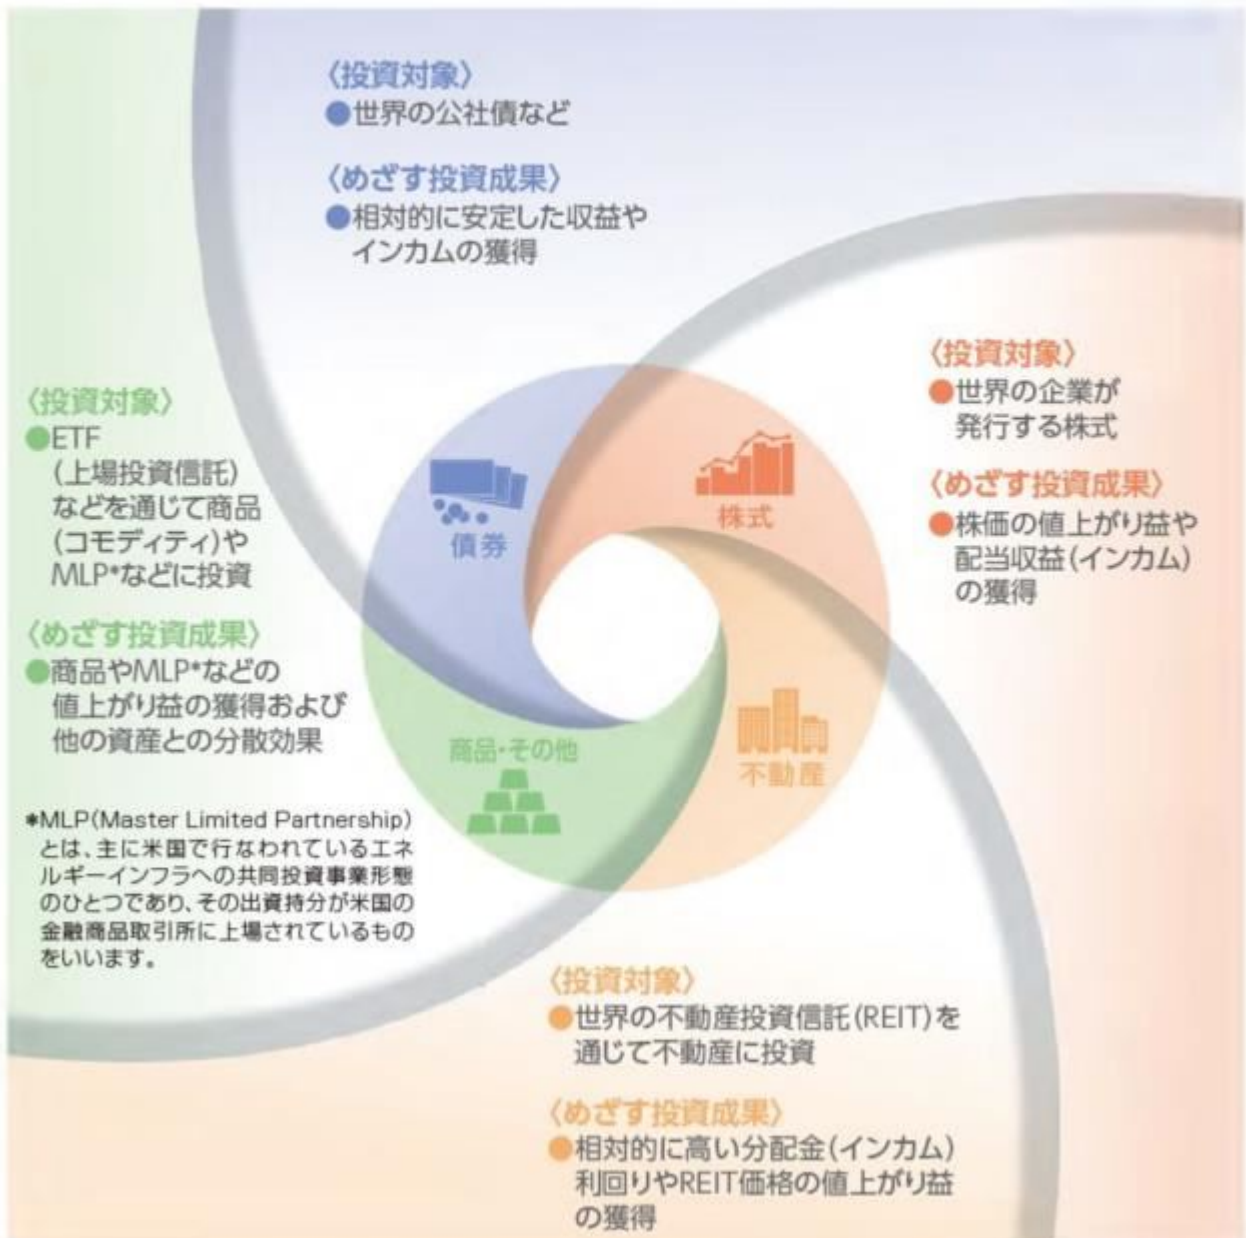 〈投資対象〉
●世界の公社債など
〈めざす投資成果〉
●相対的に安定した収益や
インカムの獲得
〈投資対象〉
●世界の企業が
発行する株式
〈めざす投資成果〉
●株価の値上がり益や
配当収益(インカム)
の獲得
〈投資対象〉
●ETF
(上場投資信託)
などを通じて商品
(コモディティ)や
MLP*などに投資
〈めざす投資成果〉
●商品やMLP*などの
値上がり益の獲得および
他の資産との分散効果
*MLP(Master Limited Partnership)
とは、主に米国で行なわれているエネ
ルギーインフラへの共同投資事業形態
のひとつであり、その出資持分が米国の
金融商品取引所に上場されているもの
をいいます。
債券
株式
商品・その他
不動産
〈投資対象〉
●世界の不動産投資信託(REIT)を
通じて不動産に投資
〈めざす投資成果〉
●相対的に高い分配金(インカム)
利回りやREIT価格の値上がり益
の獲得